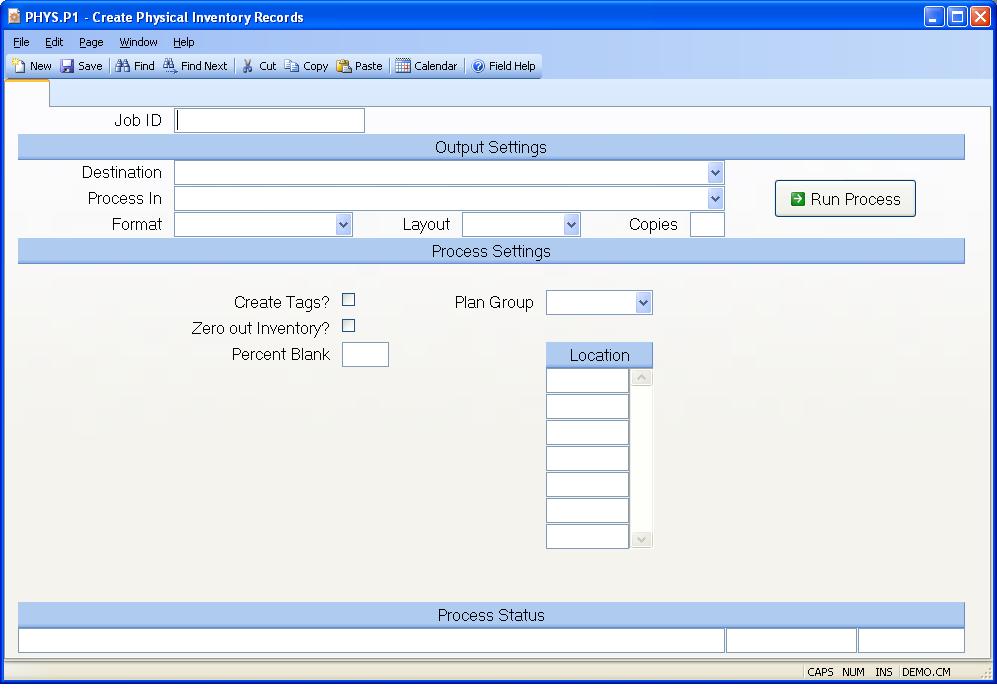 PHYS.P1 - Create Physical Inventory Records
File Edit Page Window Help
New Save Find Find Next Cut Copy Paste Calendar Field Help
Job ID
Output Settings
Destination
Process In
Run Process
Format Layout Copies
Process Settings
Create Tags? Plan Group
Zero out Inventory?
Percent Blank Location
Process Status
CAPS NUM INS DEMO.CM